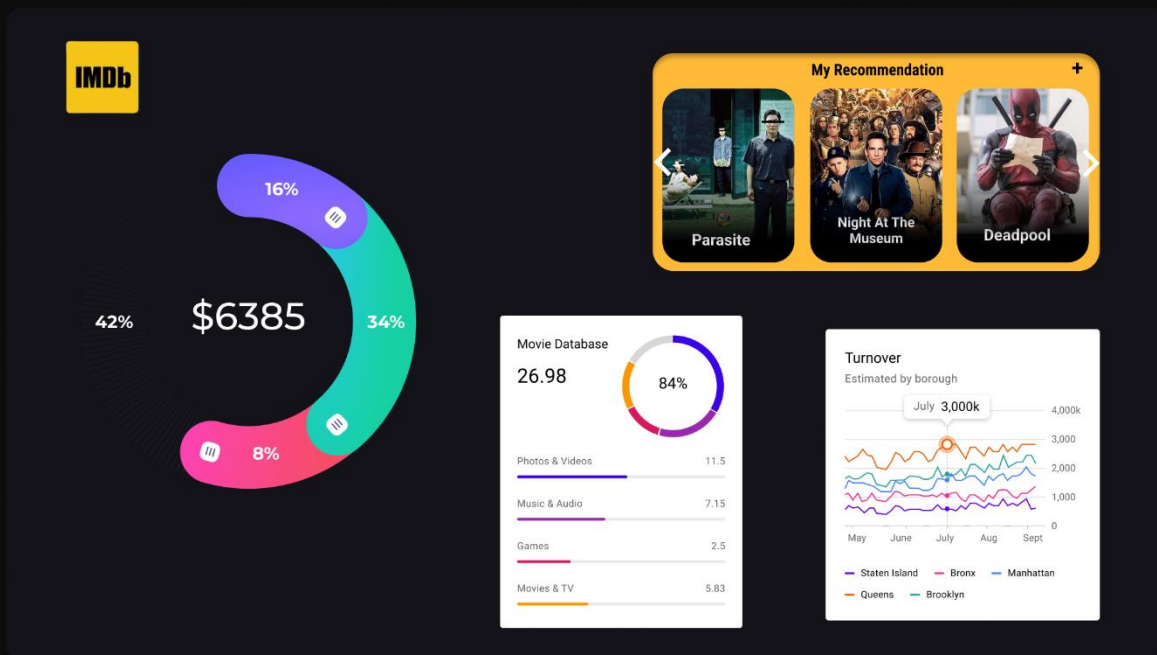 IMDb
My Recommendation +
Parasite
Night At The
Museum
Deadpool
16%
42%
$6385
34%
8%
Movie Database
26.98
84%
Photos & Videos 11.5
Music & Audio 7.15
Games 2.5
Movies & TV 5.83
Turnover
Estimated by borough
July 3,000k
4,000k
3,000
2,000
1,000
0
May June July Aug Sept
Staten Island Bronx Manhattan
Queens Brooklyn